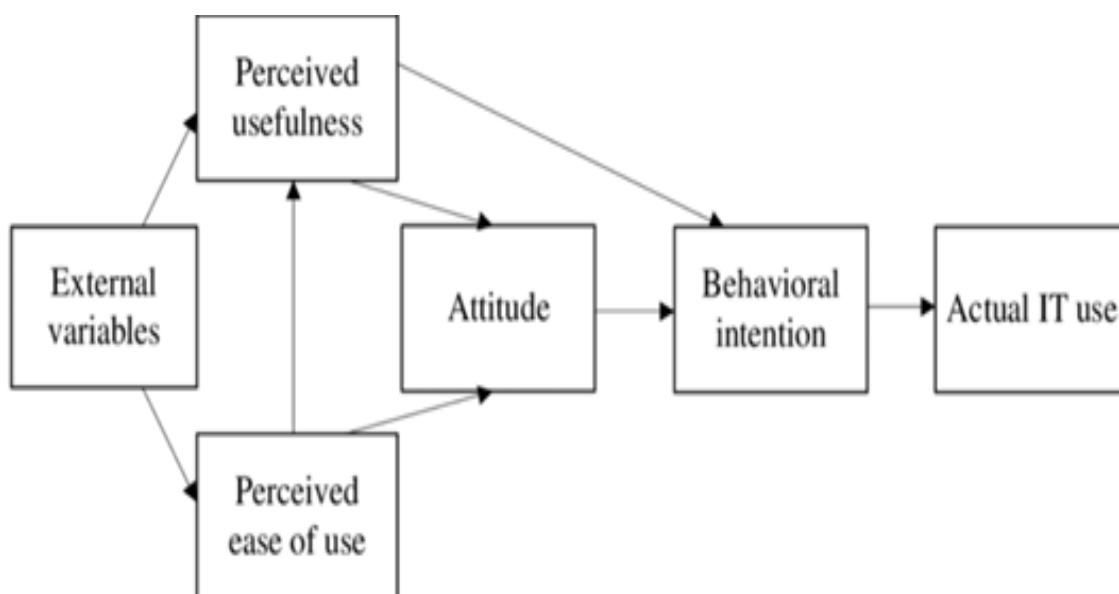 Perceived
usefulness
External
variables
Attitude
Behavioral
intention
Actual IT use
Perceived
ease of use